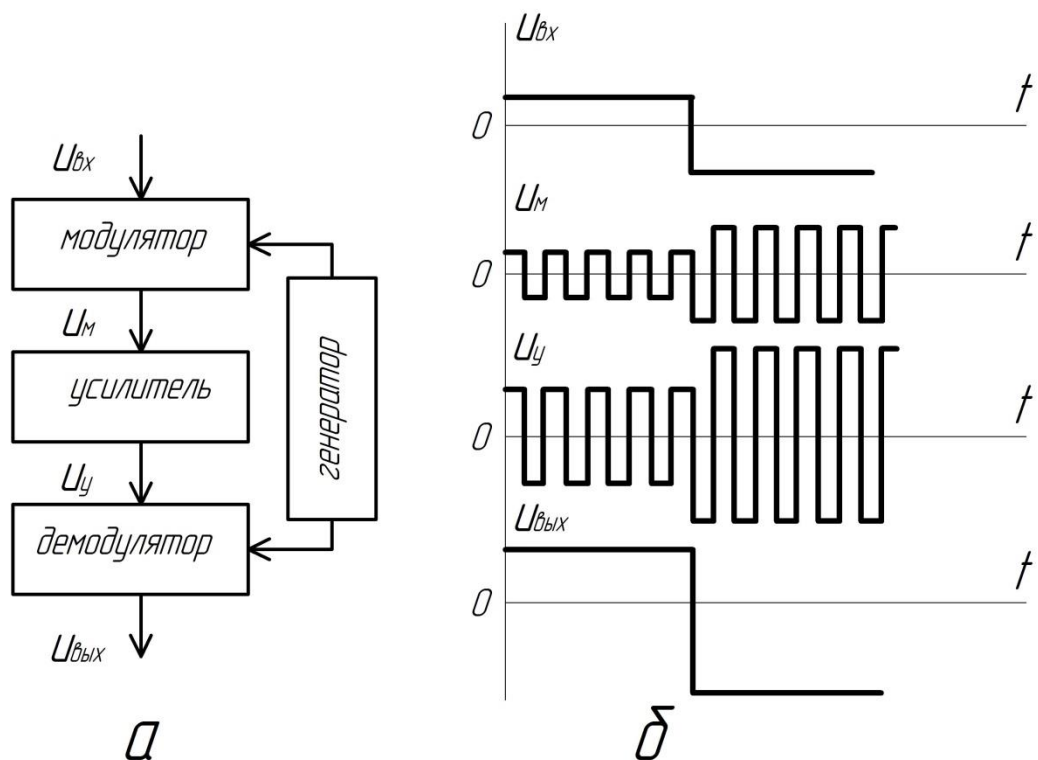 Uвх
модулятор
Uм
усилитель
Uу
демодулятор
Uвых
генератор
а
Uвх
t
0
Uм
t
0
Uу
t
0
Uвых
t
0
б